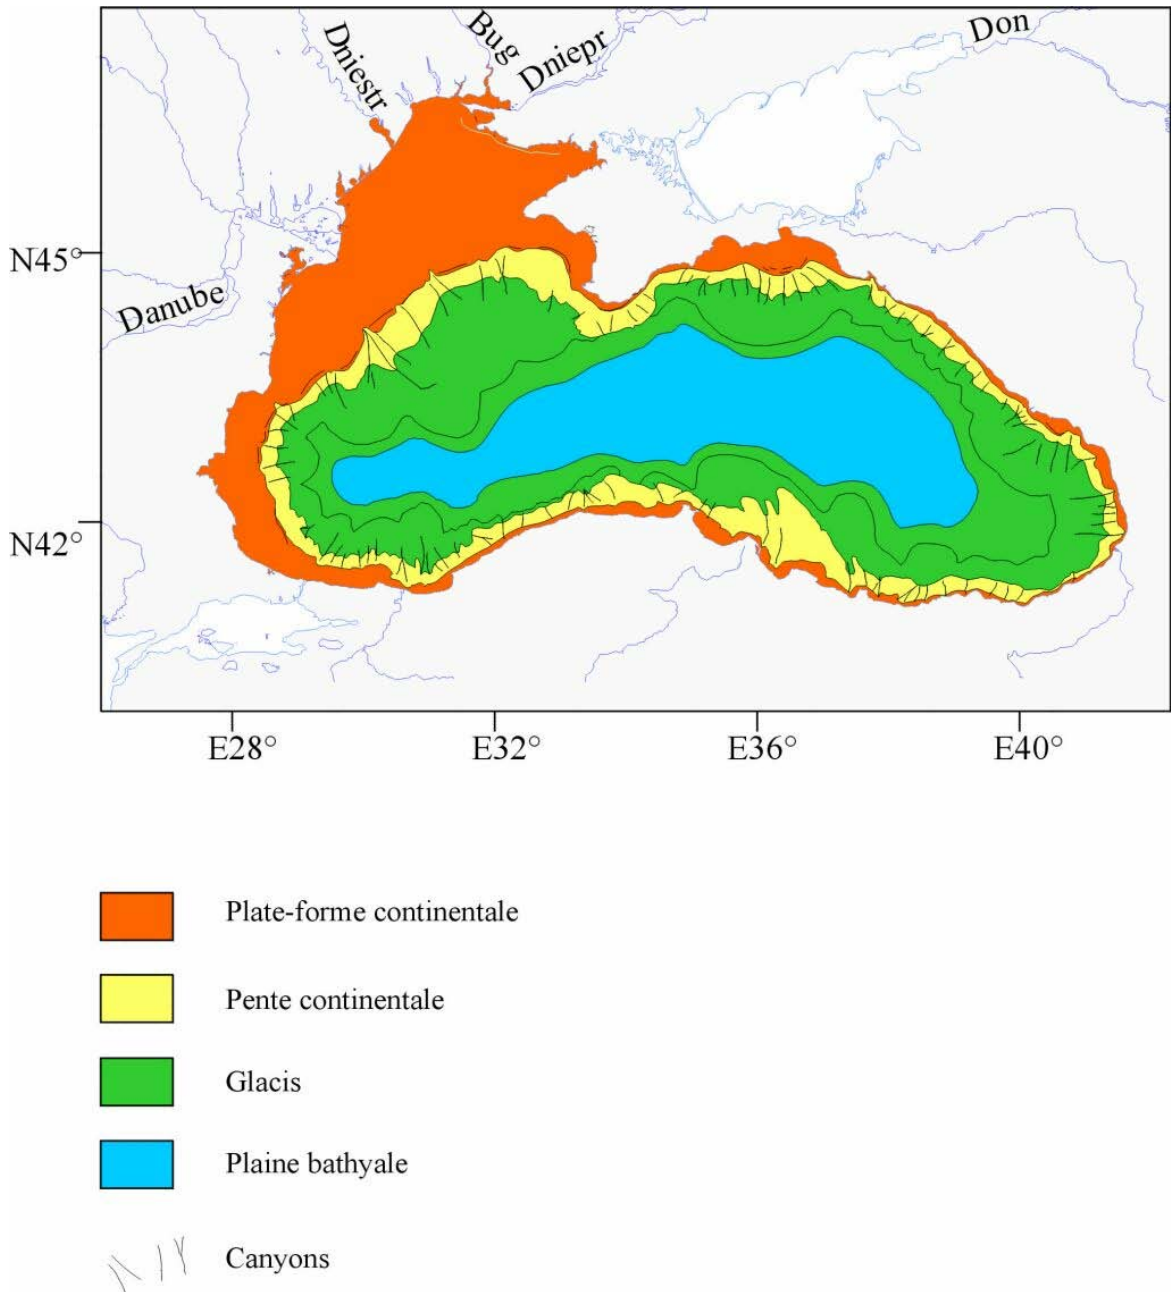 Dniestr
Bug
Dniepr
Don
N45°
Danube
N42°
E28°
E32°
E36°
E40°
Plate-forme continentale
Pente continentale
Glacis
Plaine bathyale
Canyons